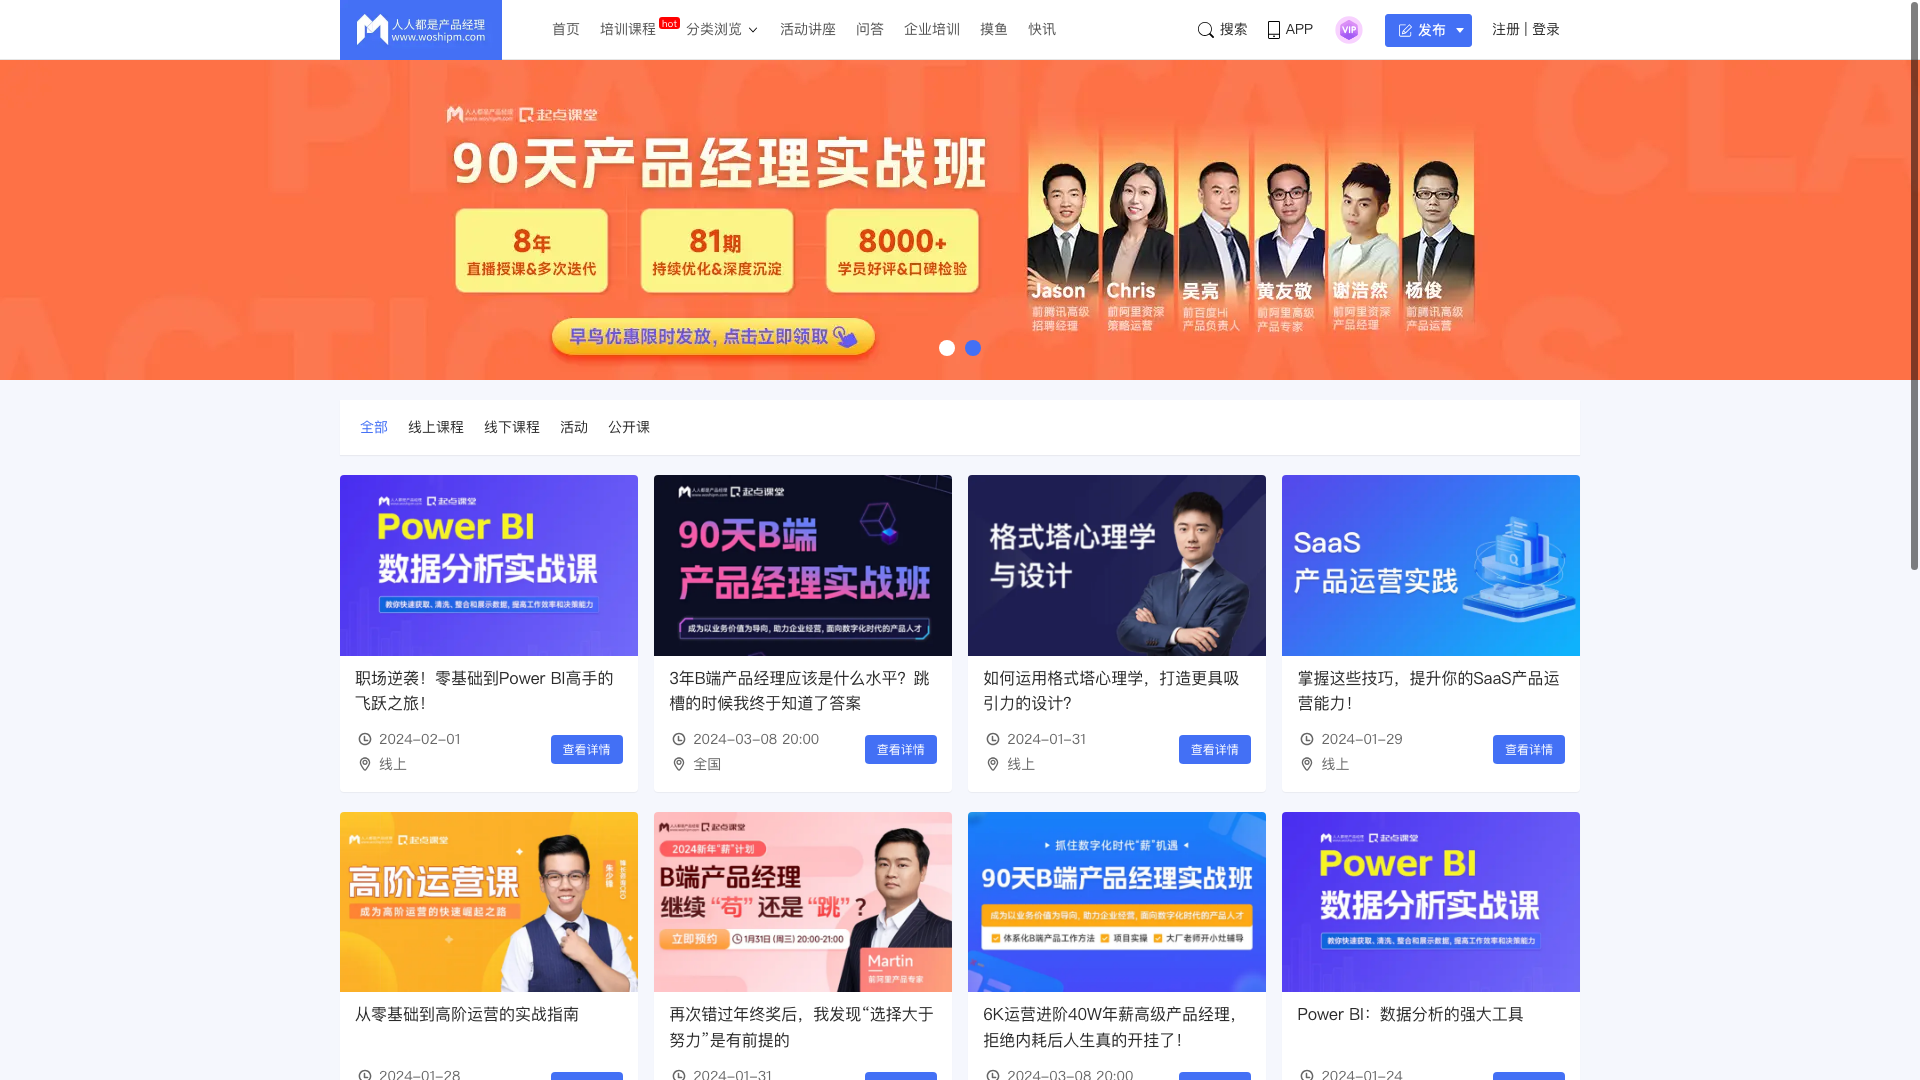 人人都是产品经理
www.woshipm.com
首页
培训课程
hot
分类浏览
活动讲座
问答
企业培训
摸鱼
快讯
搜索
APP
VIP
发布
注册 | 登录
PRACTICAL CLA
ACTICAL CLASS
人人都是产品经理
www.woshipm.com
起点课堂
90天产品经理实战班
8年
直播授课&多次迭代
81期
持续优化&深度沉淀
8000+
学员好评&口碑检验
早鸟优惠限时发放，点击立即领取
Jason
前腾讯高级
招聘经理
Chris
前阿里资深
策略运营
吴亮
前百度Hi
产品负责人
黄友敬
前阿里高级
产品专家
谢浩然
前阿里资深
产品经理
杨俊
前腾讯高级
产品运营
全部
线上课程
线下课程
活动
公开课
起点课堂
Power BI
数据分析实战课
教你快速获取、清洗、整合和展示数据，提高工作效率和决策能力
职场逆袭！零基础到Power BI高手的
飞跃之旅！
2024-02-01
线上
查看详情
人人都是产品经理
www.woshipm.com
起点课堂
90天B端
产品经理实战班
成为以业务价值为导向，助力企业经营，面向数字化时代的产品人才
3年B端产品经理应该是什么水平？跳
槽的时候我终于知道了答案
2024-03-08 20:00
全国
查看详情
格式塔心理学
与设计
如何运用格式塔心理学，打造更具吸
引力的设计？
2024-01-31
线上
查看详情
SaaS
产品运营实践
掌握这些技巧，提升你的SaaS产品运
营能力！
2024-01-29
线上
查看详情
起点课堂
高阶运营课
成为高阶运营的快速崛起之路
从零基础到高阶运营的实战指南
2024-01-28
人人都是产品经理
www.woshipm.com
起点课堂
2024新年“薪”计划
B端产品经理
继续“苟”还是“跳”？
立即预约
1月31日 (周三) 20:00-21:00
Martin
前阿里产品专家
再次错过年终奖后，我发现“选择大于
努力”是有前提的
2024-01-31
抓住数字化时代“薪”机遇
90天B端产品经理实战班
成为以业务价值为导向，助力企业经营，面向数字化时代的产品人才
体系化B端产品工作方法
项目实操
大厂老师开小灶辅导
6K运营进阶40W年薪高级产品经理，
拒绝内耗后人生真的开挂了！
2024-03-08 20:00
起点课堂
Power BI
数据分析实战课
教你快速获取、清洗、整合和展示数据，提高工作效率和决策能力
Power BI：数据分析的强大工具
2024-01-24